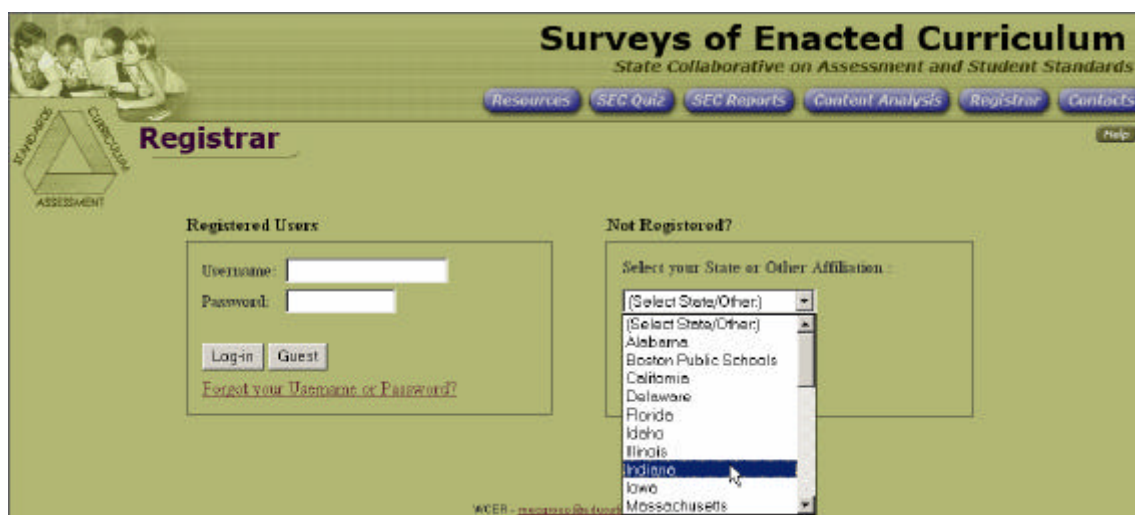 Surveys of Enacted Curriculum
State Collaborative on Assessment and Student Standards
Resources SEC Quiz SEC Reports Content Analysis Registrar Contacts
Registrar
Help
STANDARDS
CURRICULUM
ASSESSMENT
Registered Users
Username:
Password:
Log-in Guest
Forgot your Username or Password?
Not Registered?
Select your State or Other Affiliation :
(Select State/Other:)
(Select State/Other:)
Alabama
Boston Public Schools
California
Delaware
Florida
Idaho
Illinois
Indiana
Iowa
Massachusetts
WCER -